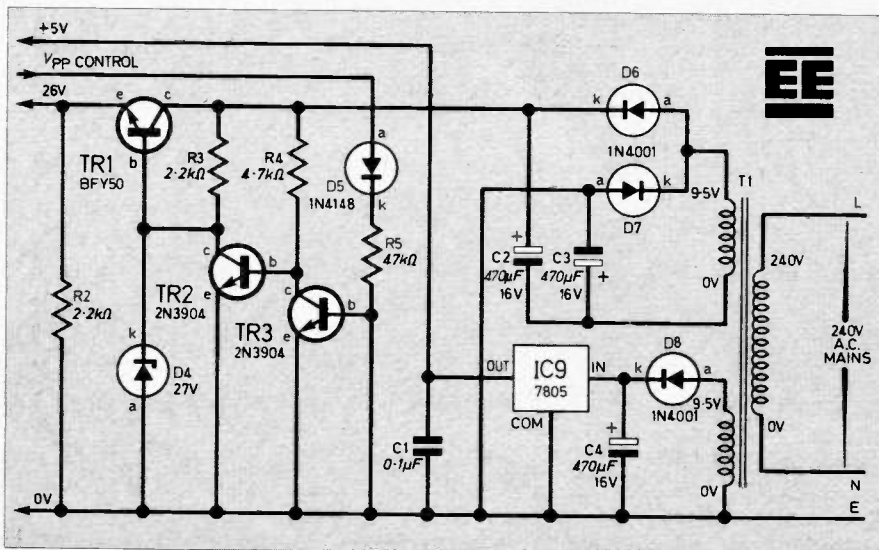 +5V
VPP CONTROL
26V
e
c
b
TR1
BFY50
R3
2·2kΩ
R4
4·7kΩ
a
D5
1N4148
k
R5
47kΩ
D6
k
a
1N4001
a
k
D7
9·5V
T1
L
R2
2·2kΩ
c
b
e
TR2
2N3904
c
b
e
TR3
2N3904
k
D4
27V
a
+
C2
470µF
16V
C3
470µF
16V
+
0V
240V
240V
A.C.
MAINS
0V
OUT
IC9
7805
IN
COM
D8
k
a
1N4001
9·5V
C1
0·1µF
+
C4
470µF
16V
0V
0V
N
E
EE